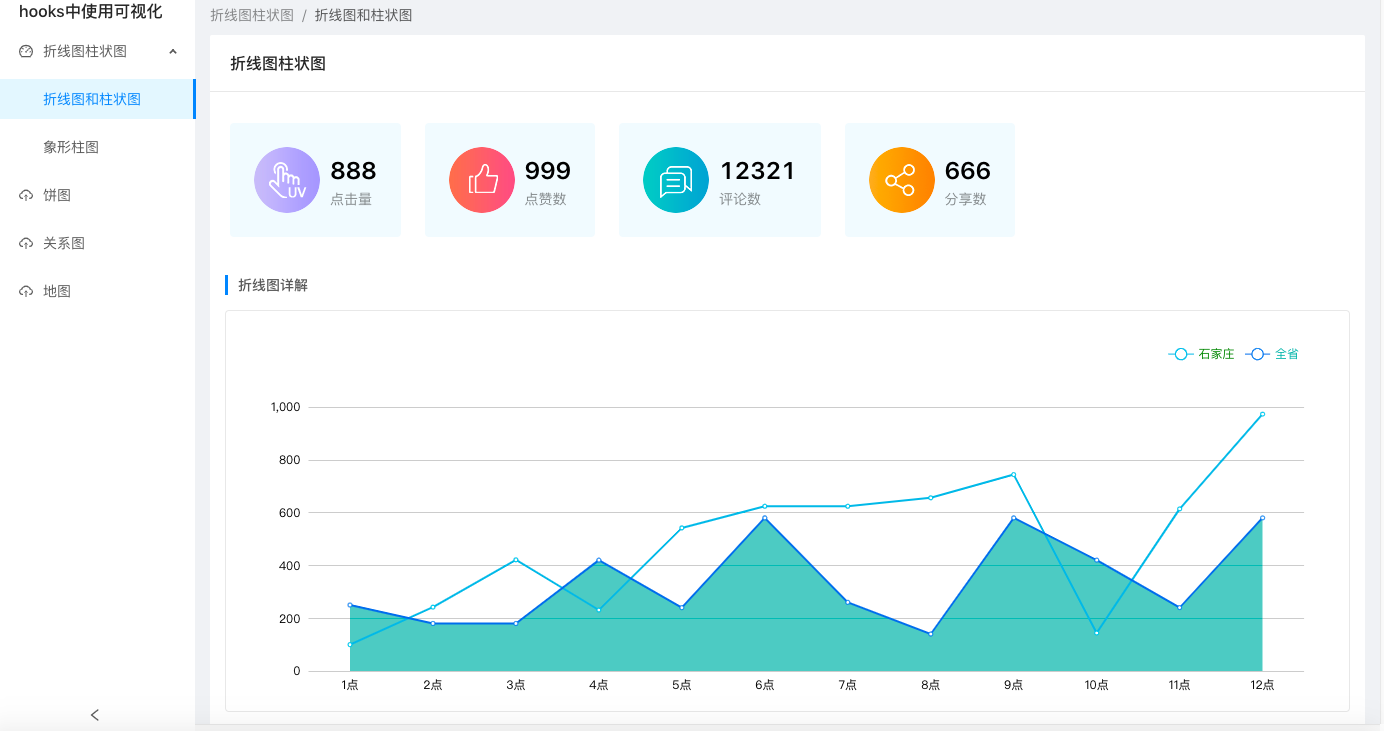 hooks中使用可视化
折线图柱状图
折线图和柱状图
象形柱图
饼图
关系图
地图
折线图柱状图 / 折线图和柱状图
折线图柱状图
UV
888
点击量
999
点赞数
12321
评论数
666
分享数
折线图详解
石家庄 全省
1,000
800
600
400
200
0
1点 2点 3点 4点 5点 6点 7点 8点 9点 10点 11点 12点